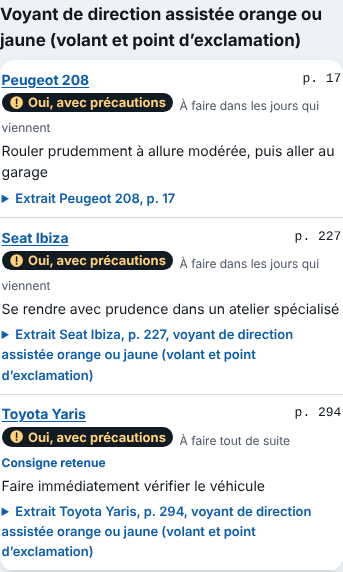 Voyant de direction assistée orange ou
jaune (volant et point d’exclamation)
Peugeot 208 p. 17
! Oui, avec précautions À faire dans les jours qui
viennent
Rouler prudemment à allure modérée, puis aller au
garage
▶ Extrait Peugeot 208, p. 17
Seat Ibiza p. 227
! Oui, avec précautions À faire dans les jours qui
viennent
Se rendre avec prudence dans un atelier spécialisé
▶ Extrait Seat Ibiza, p. 227, voyant de direction
assistée orange ou jaune (volant et point
d’exclamation)
Toyota Yaris p. 294
! Oui, avec précautions À faire tout de suite
Consigne retenue
Faire immédiatement vérifier le véhicule
▶ Extrait Toyota Yaris, p. 294, voyant de direction
assistée orange ou jaune (volant et point
d’exclamation)